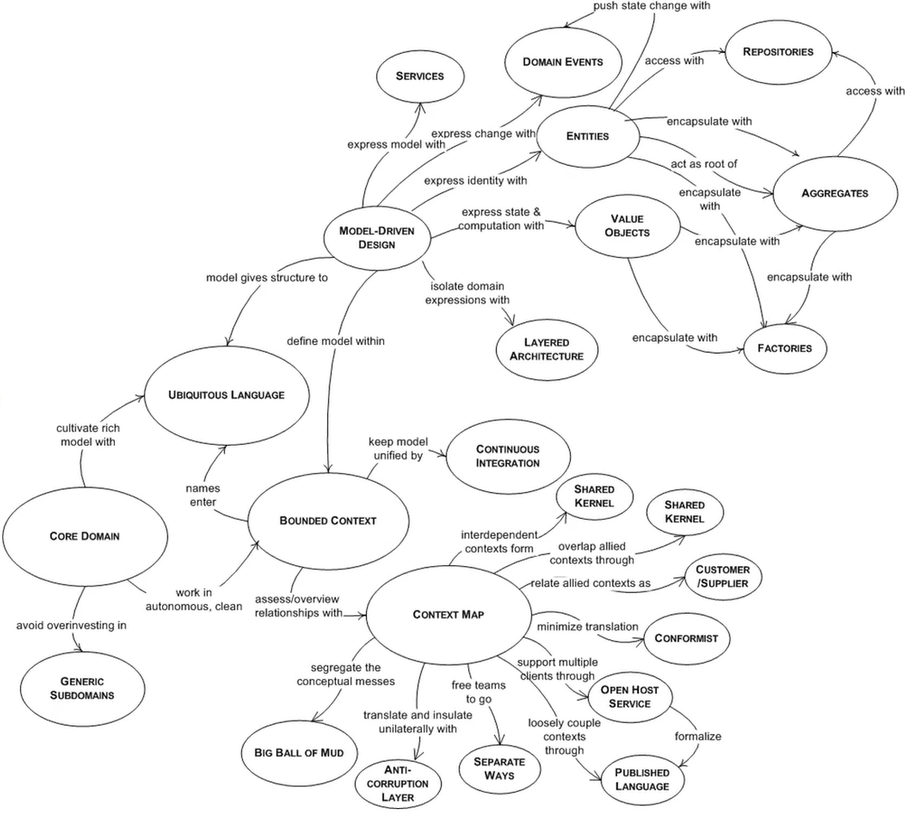 push state change with
DOMAIN EVENTS
REPOSITORIES
access with
SERVICES
access with
express change with
ENTITIES
encapsulate with
express model with
act as root of
express identity with
encapsulate
with
AGGREGATES
express state &
computation with
VALUE
OBJECTS
MODEL-DRIVEN
DESIGN
encapsulate with
model gives structure to
encapsulate with
isolate domain
expressions with
encapsulate with
define model within
LAYERED
ARCHITECTURE
FACTORIES
UBIQUITOUS LANGUAGE
cultivate rich
model with
keep model
unified by
CONTINUOUS
INTEGRATION
names
enter
SHARED
KERNEL
SHARED
KERNEL
BOUNDED CONTEXT
CORE DOMAIN
interdependent
contexts form
overlap allied
contexts through
CUSTOMER
/SUPPLIER
relate allied contexts as
work in
autonomous, clean
assess/overview
relationships with
CONTEXT MAP
avoid overinvesting in
minimize translation
CONFORMIST
segregate the
conceptual messes
support multiple
clients through
GENERIC
SUBDOMAINS
free teams
to go
OPEN HOST
SERVICE
translate and insulate
unilaterally with
loosely couple
contexts
through
formalize
BIG BALL OF MUD
SEPARATE
WAYS
ANTI-
CORRUPTION
LAYER
PUBLISHED
LANGUAGE